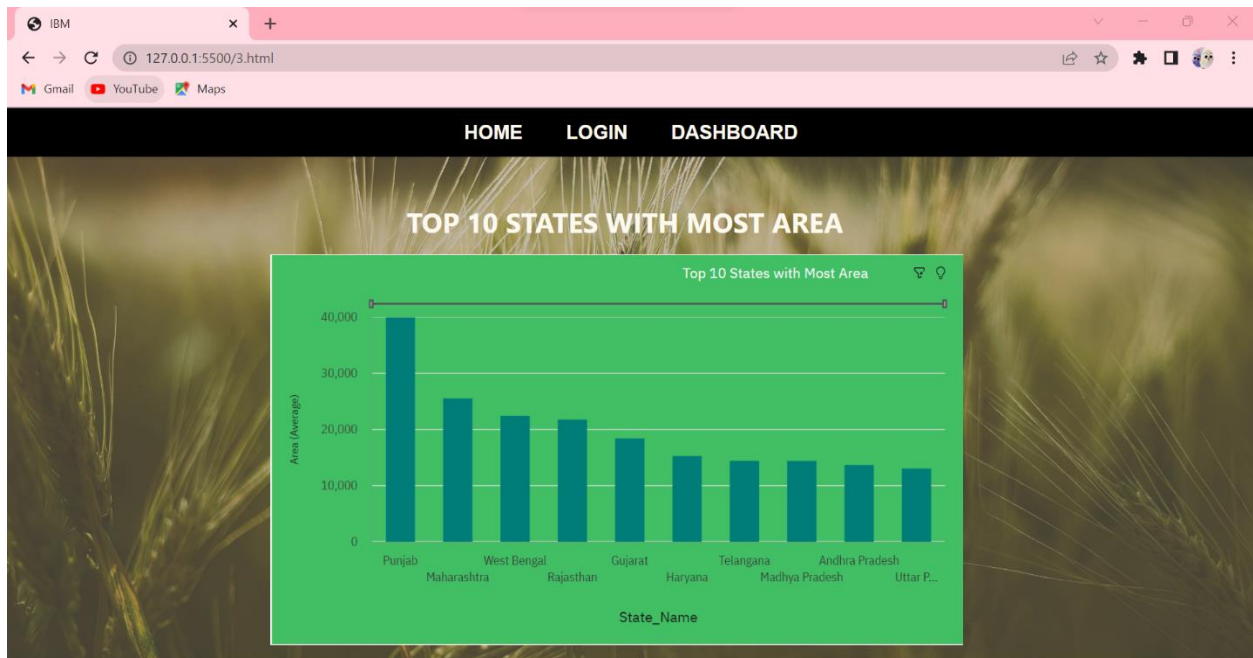 IBM
127.0.0.1:5500/3.html
Gmail YouTube Maps
HOME LOGIN DASHBOARD
TOP 10 STATES WITH MOST AREA
Top 10 States with Most Area
40,000
30,000
20,000
10,000
0
Area (Average)
Punjab West Bengal Gujarat Telangana Andhra Pradesh
Maharashtra Rajasthan Haryana Madhya Pradesh Uttar P...
State_Name